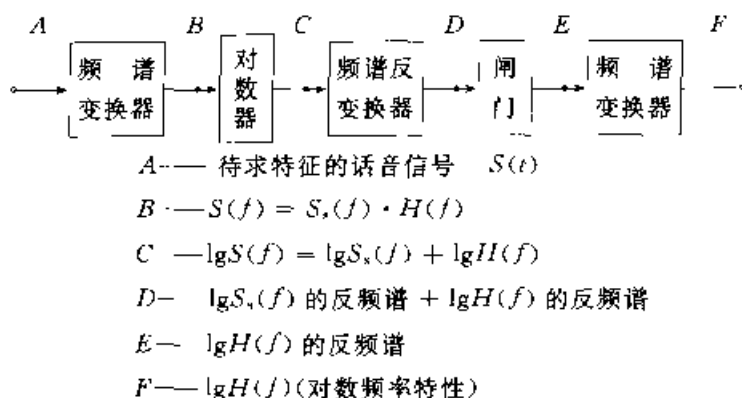 A B C D E F
频谱变换器 对数器 频谱反变换器 闸门 频谱变换器
A—— 待求特征的话音信号 S(t)
B——S(f) = Sₛ(f)·H(f)
C——lgS(f) = lgSₛ(f) + lgH(f)
D—— lgSₛ(f) 的反频谱 + lgH(f) 的反频谱
E—— lgH(f) 的反频谱
F——lgH(f)(对数频率特性)